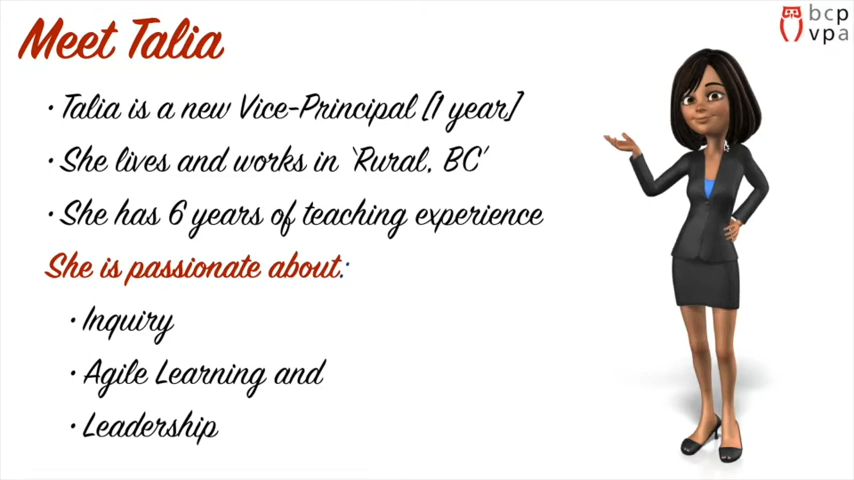 Meet Talia
bcp
vpa
• Talia is a new Vice-Principal [1 year]
• She lives and works in ‘Rural, BC’
• She has 6 years of teaching experience
She is passionate about:
• Inquiry
• Agile Learning and
• Leadership